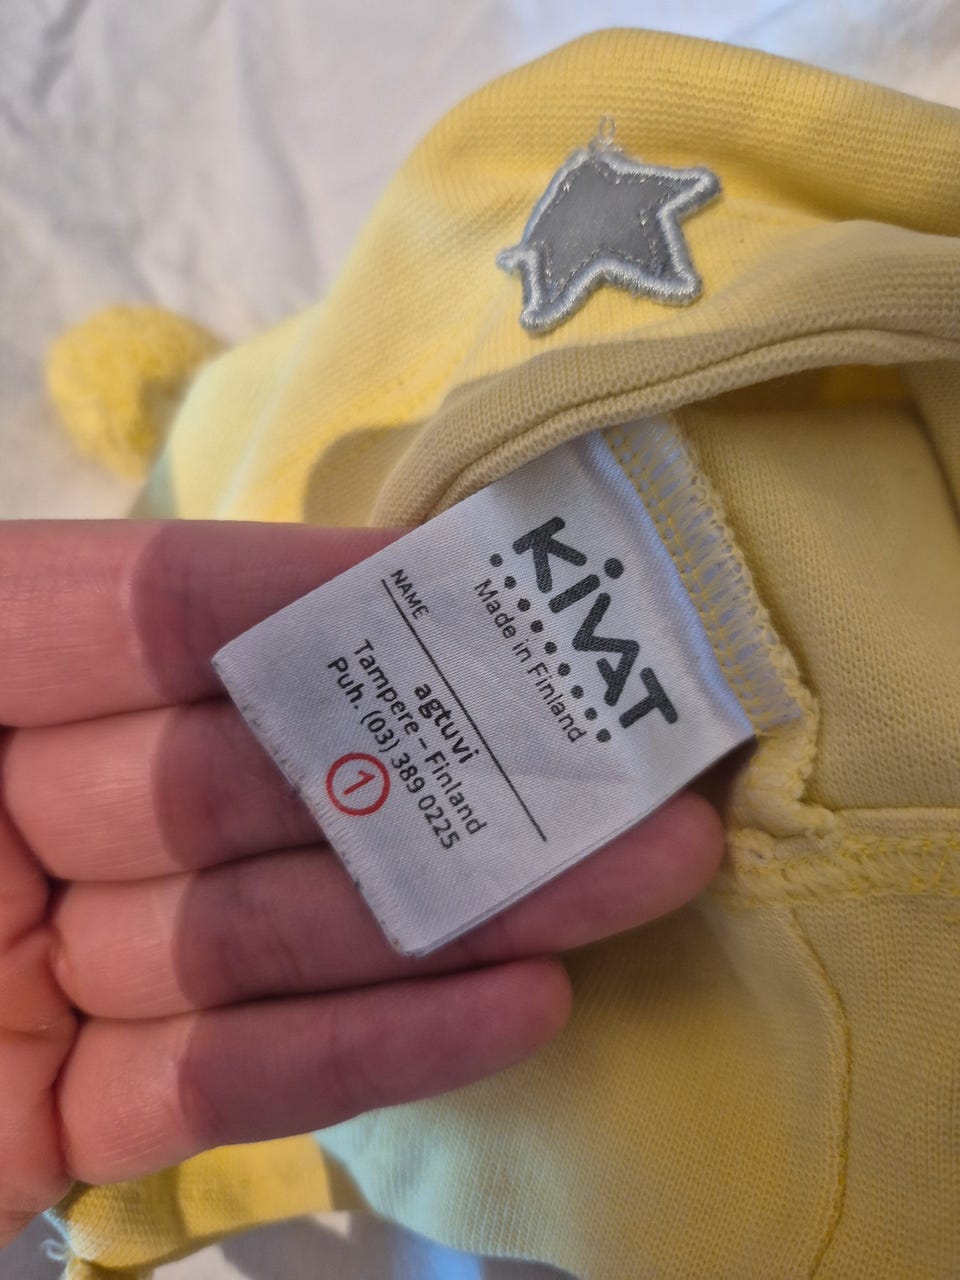 KiVAT
Made in Finland
NAME
agtuvi
Tampere – Finland
Puh. (03) 389 0225
1